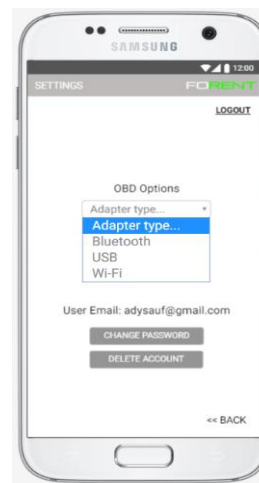 SAMSUNG
12:00
SETTINGS FORENT
LOGOUT
OBD Options
Adapter type...
Adapter type...
Bluetooth
USB
Wi-Fi
User Email: adysauf@gmail.com
CHANGE PASSWORD
DELETE ACCOUNT
<< BACK